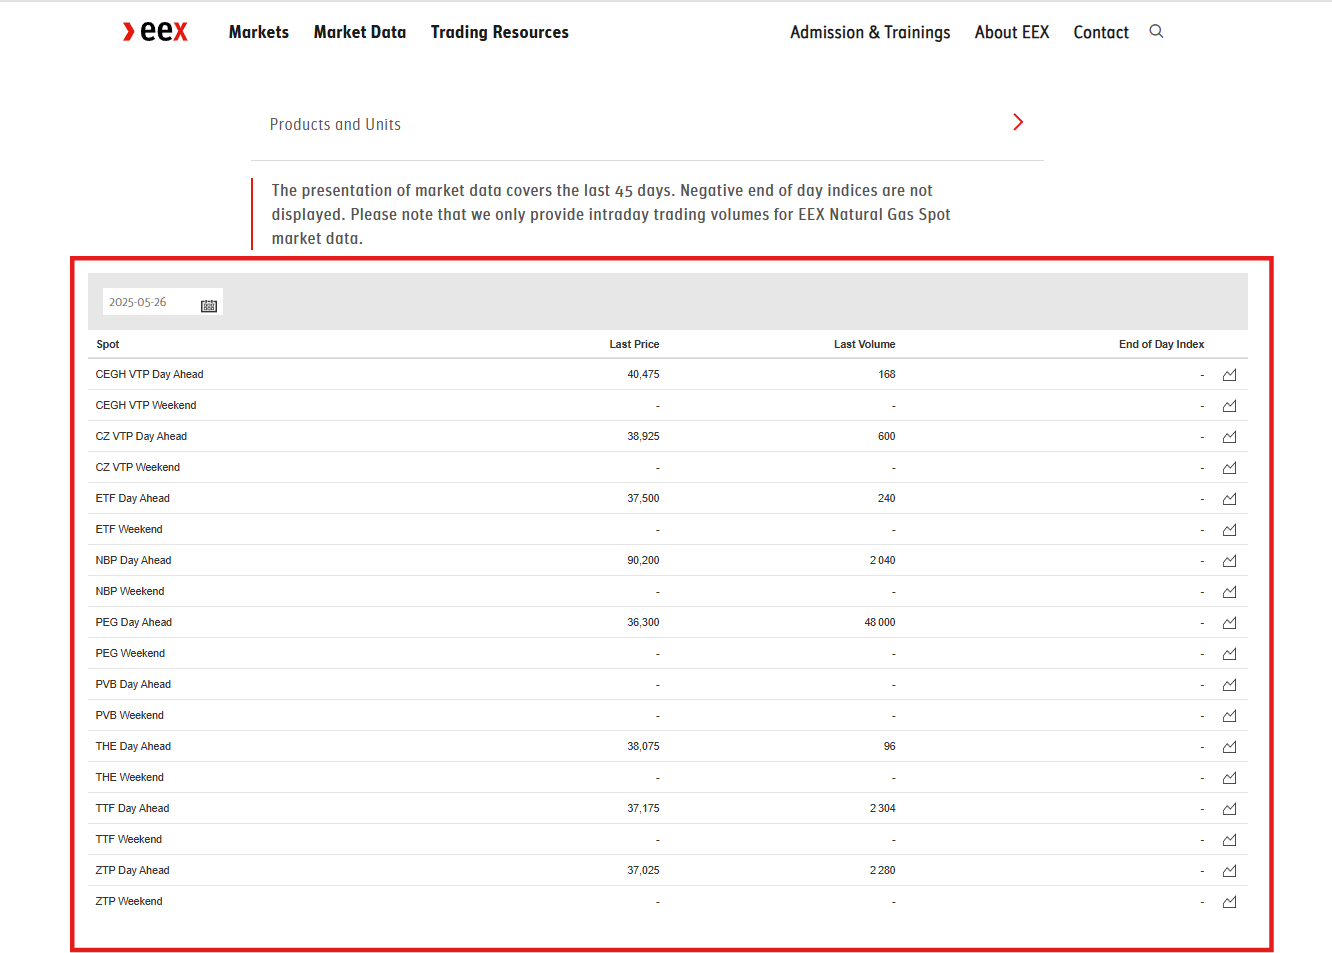 eex Markets Market Data Trading Resources Admission & Trainings About EEX Contact
Products and Units
The presentation of market data covers the last 45 days. Negative end of day indices are not
displayed. Please note that we only provide intraday trading volumes for EEX Natural Gas Spot
market data.
2025-05-26
Spot Last Price Last Volume End of Day Index
CEGH VTP Day Ahead 40,475 168 -
CEGH VTP Weekend - - -
CZ VTP Day Ahead 38,925 600 -
CZ VTP Weekend - - -
ETF Day Ahead 37,500 240 -
ETF Weekend - - -
NBP Day Ahead 90,200 2 040 -
NBP Weekend - - -
PEG Day Ahead 36,300 48 000 -
PEG Weekend - - -
PVB Day Ahead - - -
PVB Weekend - - -
THE Day Ahead 38,075 96 -
THE Weekend - - -
TTF Day Ahead 37,175 2 304 -
TTF Weekend - - -
ZTP Day Ahead 37,025 2 280 -
ZTP Weekend - - -